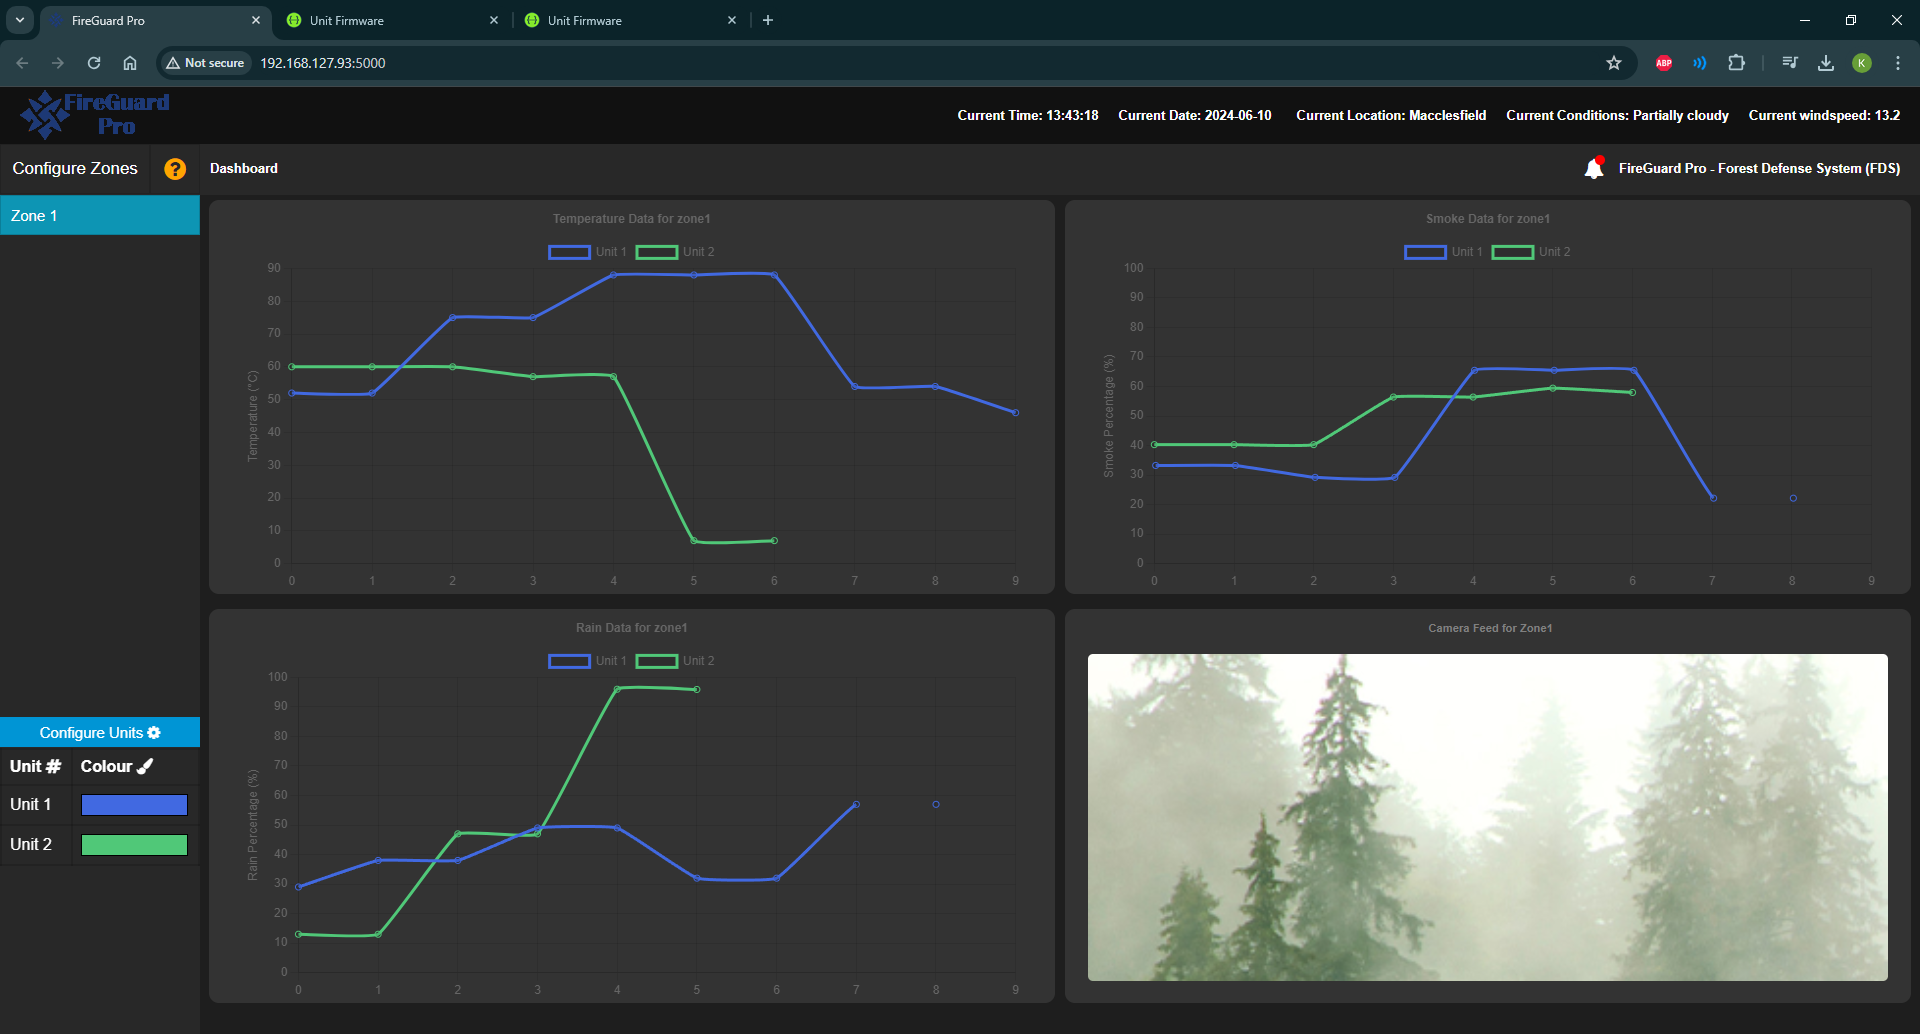 FireGuard Pro
Unit Firmware
Unit Firmware
Not secure
192.168.127.93:5000
ABP
K
FireGuard
Pro
Current Time: 13:43:18
Current Date: 2024-06-10
Current Location: Macclesfield
Current Conditions: Partially cloudy
Current windspeed: 13.2
Configure Zones
?
Dashboard
FireGuard Pro - Forest Defense System (FDS)
Zone 1
Temperature Data for zone1
Unit 1
Unit 2
90
80
70
60
50
40
30
20
10
0
Temperature (°C)
0 1 2 3 4 5 6 7 8 9
Smoke Data for zone1
Unit 1
Unit 2
100
90
80
70
60
50
40
30
20
10
0
Smoke Percentage (%)
0 1 2 3 4 5 6 7 8 9
Rain Data for zone1
Unit 1
Unit 2
100
90
80
70
60
50
40
30
20
10
0
Rain Percentage (%)
0 1 2 3 4 5 6 7 8 9
Camera Feed for Zone1
Configure Units
Unit #
Colour
Unit 1
Unit 2